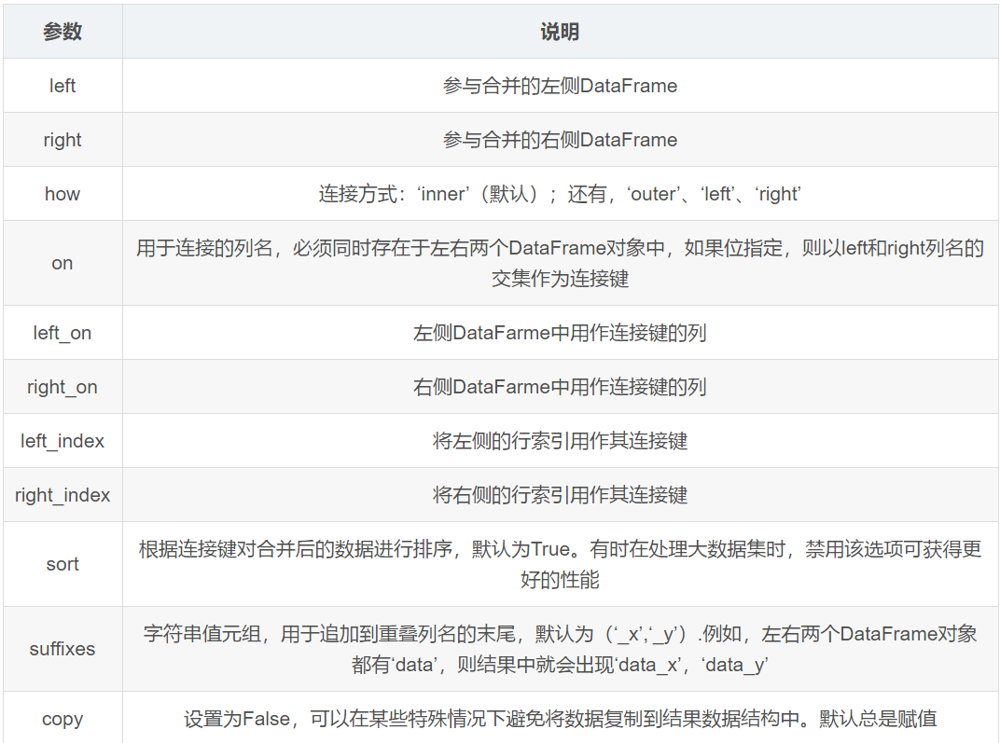 参数 说明
left 参与合并的左侧DataFrame
right 参与合并的右侧DataFrame
how 连接方式：‘inner’（默认）；还有，‘outer’、‘left’、‘right’
on 用于连接的列名，必须同时存在于左右两个DataFrame对象中，如果位指定，则以left和right列名的
交集作为连接键
left_on 左侧DataFarme中用作连接键的列
right_on 右侧DataFarme中用作连接键的列
left_index 将左侧的行索引用作其连接键
right_index 将右侧的行索引用作其连接键
sort 根据连接键对合并后的数据进行排序，默认为True。有时在处理大数据集时，禁用该选项可获得更
好的性能
suffixes 字符串值元组，用于追加到重叠列名的末尾，默认为（‘_x’,‘_y’）.例如，左右两个DataFrame对象
都有‘data’，则结果中就会出现‘data_x’，‘data_y’
copy 设置为False，可以在某些特殊情况下避免将数据复制到结果数据结构中。默认总是赋值